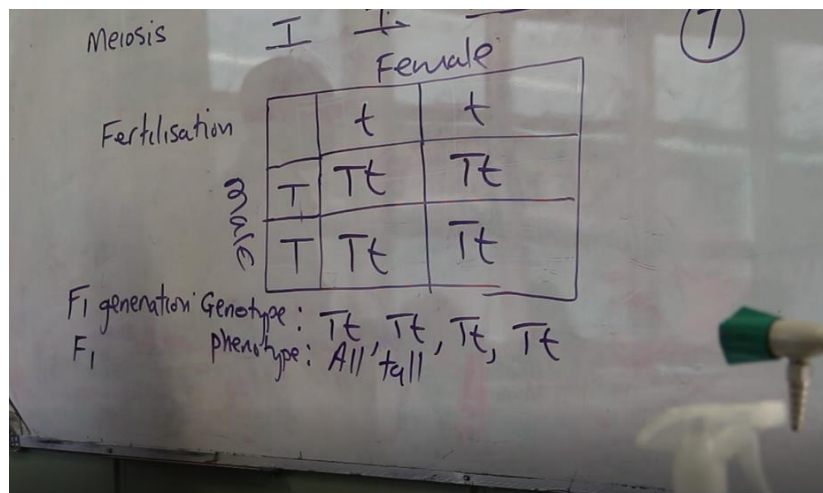 Meiosis
7
Female
Fertilisation
t t
male
T Tt Tt
T Tt Tt
F1 generation Genotype: Tt, Tt, Tt, Tt
F1 phenotype: All tall